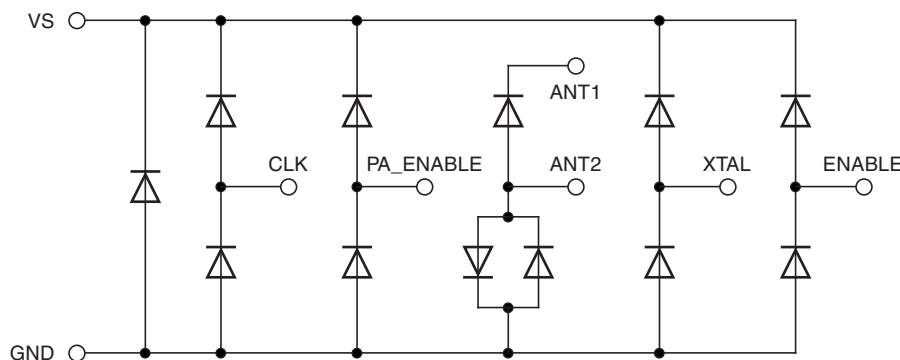 VS
ANT1
CLK
PA_ENABLE
ANT2
XTAL
ENABLE
GND